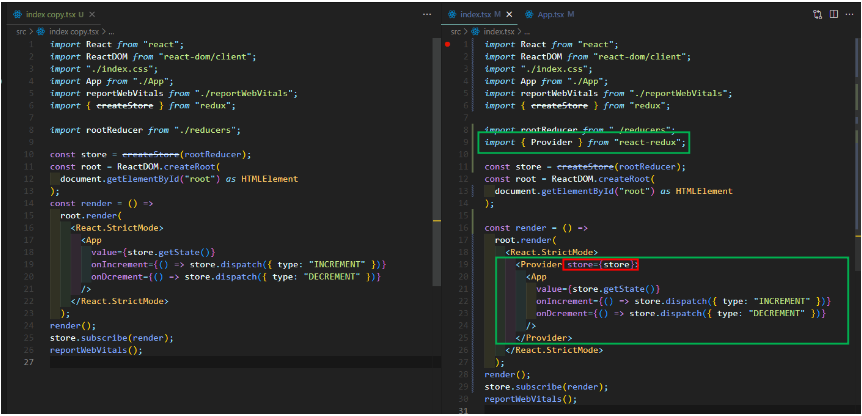 index copy.tsx U ×
src > index copy.tsx > ...
1 import React from "react";
2 import ReactDOM from "react-dom/client";
3 import "./index.css";
4 import App from "./App";
5 import reportWebVitals from "./reportWebVitals";
6 import { createStore } from "redux";
7
8 import rootReducer from "./reducers";
9
10 const store = createStore(rootReducer);
11 const root = ReactDOM.createRoot(
12 document.getElementById("root") as HTMLElement
13 );
14 const render = () =>
15 root.render(
16 <React.StrictMode>
17 <App
18 value={store.getState()}
19 onIncrement={() => store.dispatch({ type: "INCREMENT" })}
20 onDcrement={() => store.dispatch({ type: "DECREMENT" })}
21 />
22 </React.StrictMode>
23 );
24 render();
25 store.subscribe(render);
26 reportWebVitals();
27
index.tsx M ×
App.tsx M
src > index.tsx > ...
1 import React from "react";
2 import ReactDOM from "react-dom/client";
3 import "./index.css";
4 import App from "./App";
5 import reportWebVitals from "./reportWebVitals";
6 import { createStore } from "redux";
7
8 import rootReducer from "./reducers";
9 import { Provider } from "react-redux";
10
11 const store = createStore(rootReducer);
12 const root = ReactDOM.createRoot(
13 document.getElementById("root") as HTMLElement
14 );
15
16 const render = () =>
17 root.render(
18 <React.StrictMode>
19 <Provider store={store}>
20 <App
21 value={store.getState()}
22 onIncrement={() => store.dispatch({ type: "INCREMENT" })}
23 onDcrement={() => store.dispatch({ type: "DECREMENT" })}
24 />
25 </Provider>
26 </React.StrictMode>
27 );
28 render();
29 store.subscribe(render);
30 reportWebVitals();
31